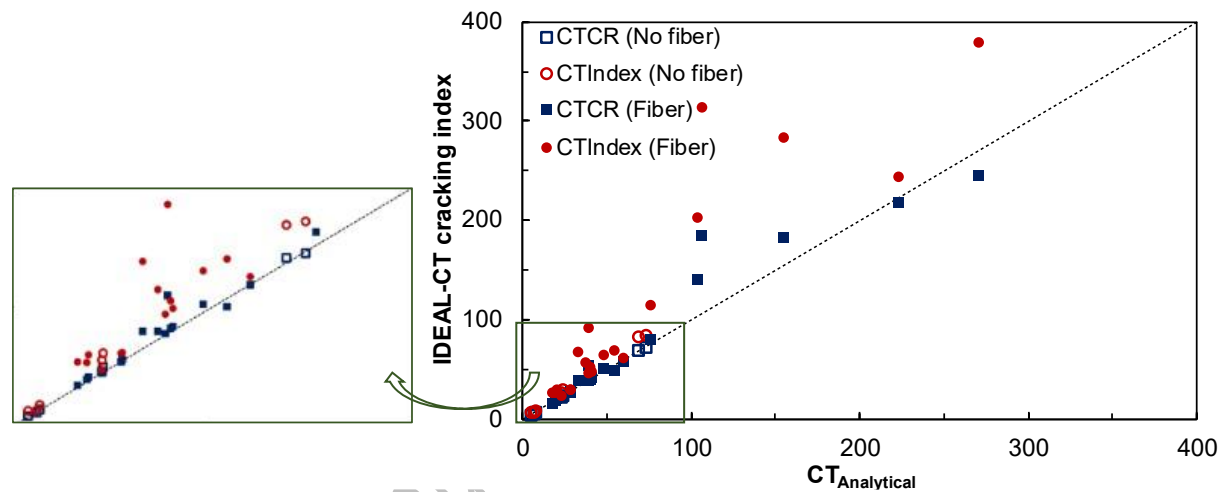 400
300
200
100
0
IDEAL-CT cracking index
CTCR (No fiber)
CTIndex (No fiber)
CTCR (Fiber)
CTIndex (Fiber)
0 100 200 300 400
CTAnalytical